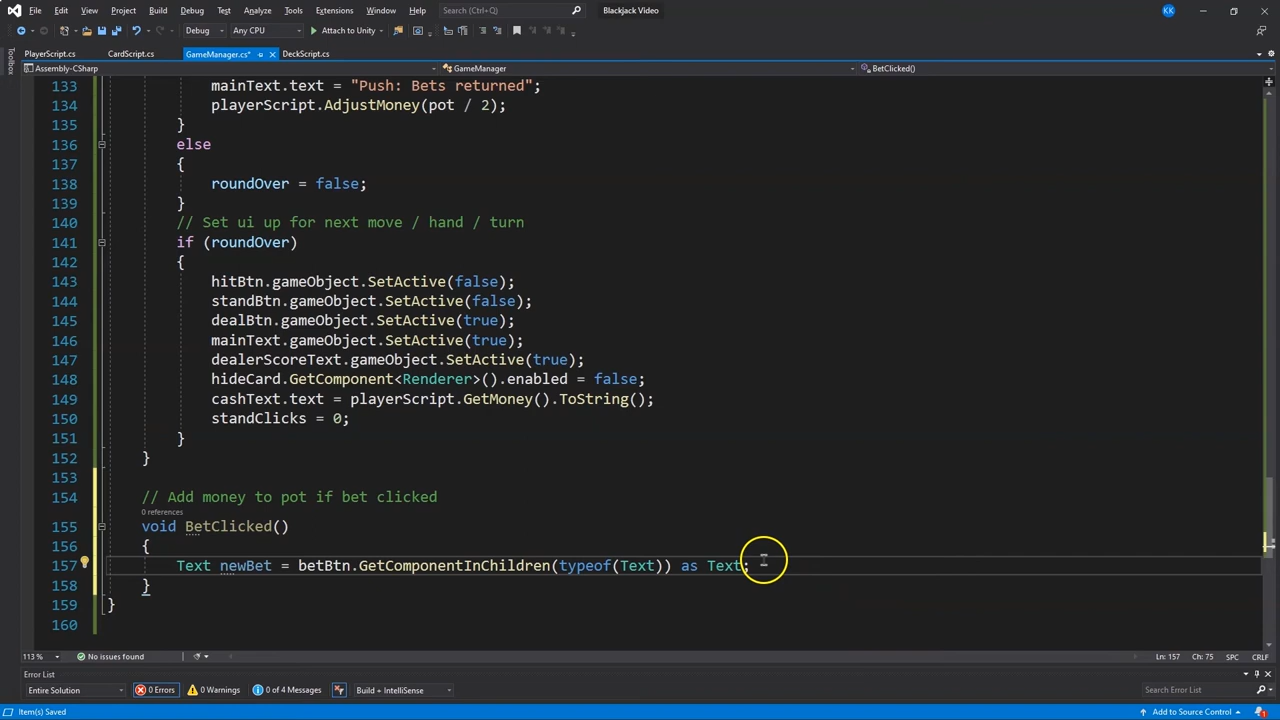 File Edit View Git Project Build Debug Test Analyze Tools Extensions Window Help Search (Ctrl+Q) Blackjack Video KK
Debug Any CPU Attach to Unity
Toolbox
PlayerScript.cs CardScript.cs GameManager.cs* DeckScript.cs
Assembly-CSharp GameManager BetClicked()
133 mainText.text = "Push: Bets returned";
134 playerScript.AdjustMoney(pot / 2);
135 }
136 else
137 {
138 roundOver = false;
139 }
140 // Set ui up for next move / hand / turn
141 if (roundOver)
142 {
143 hitBtn.gameObject.SetActive(false);
144 standBtn.gameObject.SetActive(false);
145 dealBtn.gameObject.SetActive(true);
146 mainText.gameObject.SetActive(true);
147 dealerScoreText.gameObject.SetActive(true);
148 hideCard.GetComponent<Renderer>().enabled = false;
149 cashText.text = playerScript.GetMoney().ToString();
150 standClicks = 0;
151 }
152 }
153
154 // Add money to pot if bet clicked
0 references
155 void BetClicked()
156 {
157 Text newBet = betBtn.GetComponentInChildren(typeof(Text)) as Text;
158 }
159 }
160
113 % No issues found Ln: 157 Ch: 75 SPC CRLF
Error List
Entire Solution 0 Errors 0 Warnings 0 of 4 Messages Build + IntelliSense Search Error List
Item(s) Saved Add to Source Control 1